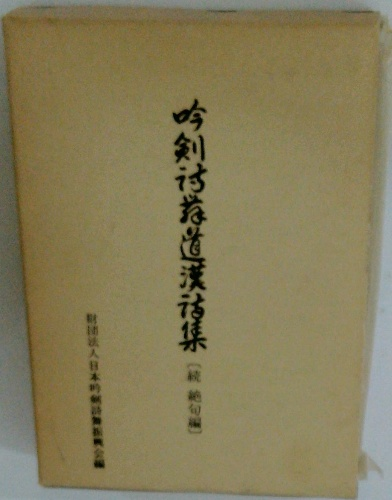 吟剣詩舞道漢詩集
〔続 絶句編〕
財団法人日本吟剣詩舞振興会編